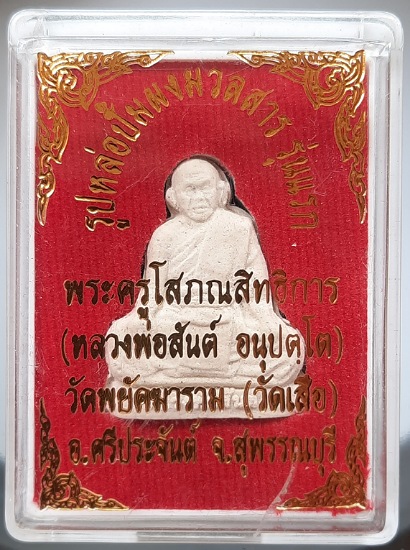 รูปหล่อปั๊มผงมวลสาร รุ่นแรก
พระครูโสภณสิทธิการ
(หลวงพ่อสันต์ อนุปตฺโต)
วัดพยัคฆาราม (วัดเสือ)
อ.ศรีประจันต์ จ.สุพรรณบุรี